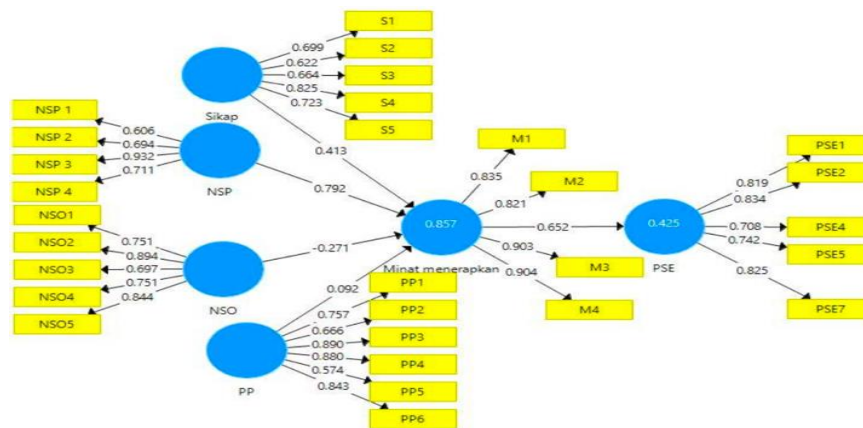 S1
S2
S3
S4
S5
0.699
0.622
0.664
0.825
0.723
Sikap
NSP 1
NSP 2
NSP 3
NSP 4
0.606
0.694
0.932
0.711
NSP
0.413
0.792
NSO1
NSO2
NSO3
NSO4
NSO5
0.751
0.894
0.697
0.751
0.844
NSO
-0.271
0.092
PP1
PP2
PP3
PP4
PP5
PP6
0.757
0.666
0.890
0.880
0.574
0.843
PP
M1
M2
M3
M4
0.835
0.821
0.903
0.904
0.857
Minat menerapkan
0.652
0.425
PSE
PSE1
PSE2
PSE4
PSE5
PSE7
0.819
0.834
0.708
0.742
0.825